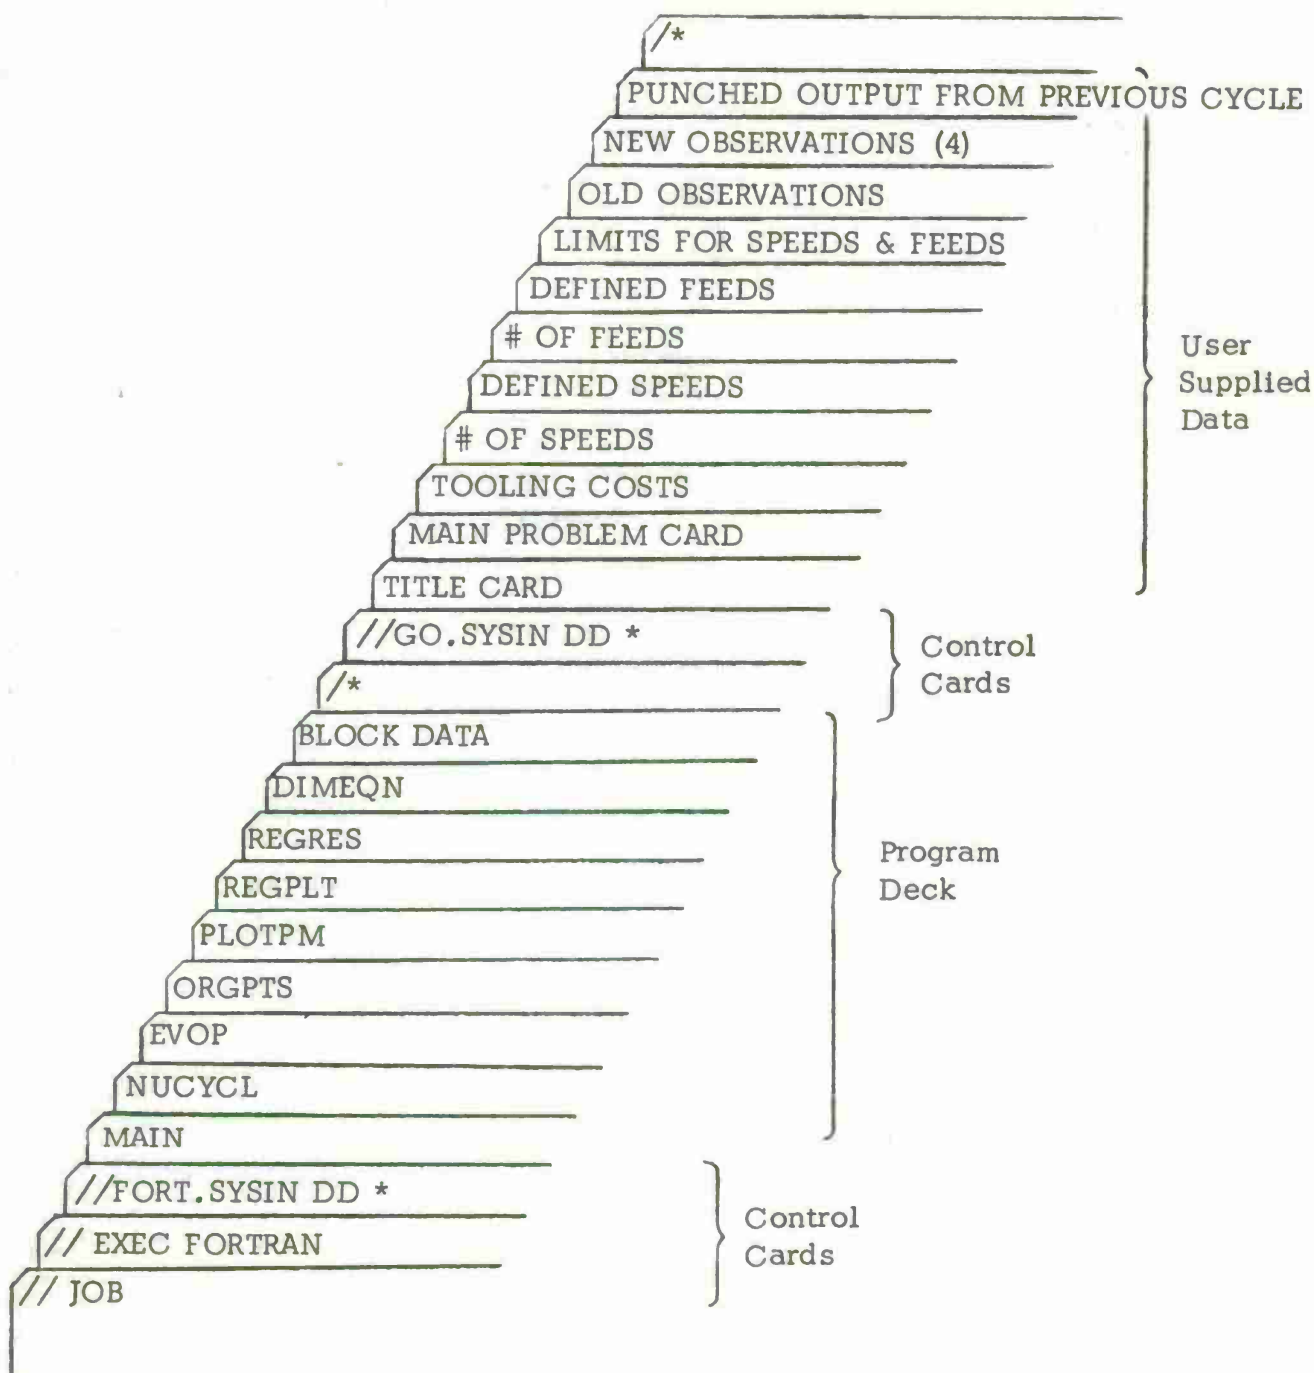 /*
PUNCHED OUTPUT FROM PREVIOUS CYCLE
NEW OBSERVATIONS (4)
OLD OBSERVATIONS
LIMITS FOR SPEEDS & FEEDS
DEFINED FEEDS
# OF FEEDS
DEFINED SPEEDS
# OF SPEEDS
TOOLING COSTS
MAIN PROBLEM CARD
TITLE CARD
User
Supplied
Data
//GO.SYSIN DD *
/*
Control
Cards
BLOCK DATA
DIMEQN
REGRES
REGPLT
PLOTPM
ORGPTS
EVOP
NUCYCL
MAIN
Program
Deck
//FORT.SYSIN DD *
// EXEC FORTRAN
// JOB
Control
Cards